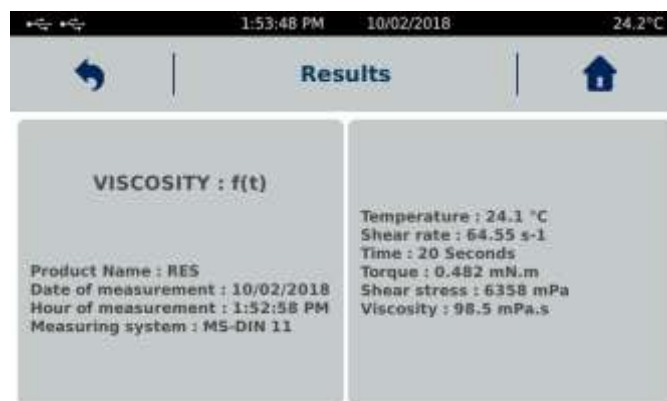 1:53:48 PM 10/02/2018 24.2°C
Results
VISCOSITY : f(t)
Product Name : RES
Date of measurement : 10/02/2018
Hour of measurement : 1:52:58 PM
Measuring system : MS-DIN 11
Temperature : 24.1 °C
Shear rate : 64.55 s-1
Time : 20 Seconds
Torque : 0.482 mN.m
Shear stress : 6358 mPa
Viscosity : 98.5 mPa.s